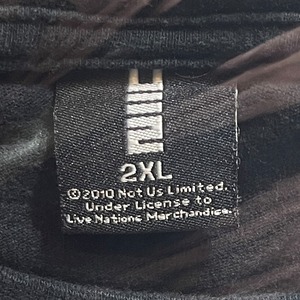 2XL
©2010 Not Us Limited.
Under License to
Live Nations Merchandise.